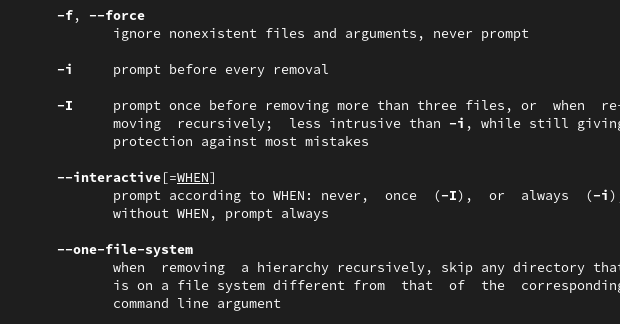 -f, --force
ignore nonexistent files and arguments, never prompt
-i prompt before every removal
-I prompt once before removing more than three files, or when re-
moving recursively; less intrusive than -i, while still giving
protection against most mistakes
--interactive[=WHEN]
prompt according to WHEN: never, once (-I), or always (-i)
without WHEN, prompt always
--one-file-system
when removing a hierarchy recursively, skip any directory that
is on a file system different from that of the corresponding
command line argument